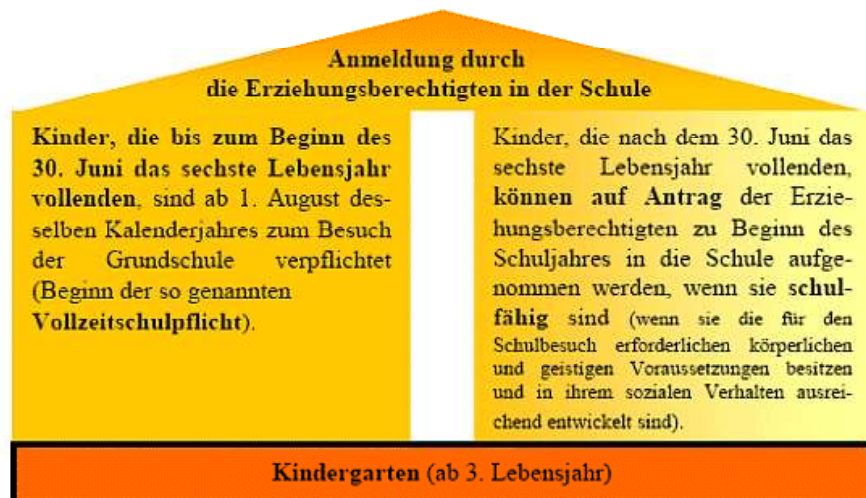 Anmeldung durch
die Erziehungsberechtigten in der Schule
Kinder, die bis zum Beginn des
30. Juni das sechste Lebensjahr
vollenden, sind ab 1. August des-
selben Kalenderjahres zum Besuch
der Grundschule verpflichtet
(Beginn der so genannten
Vollzeitschulpflicht).
Kinder, die nach dem 30. Juni das
sechste Lebensjahr vollenden,
können auf Antrag der Erzie-
hungsberechtigten zu Beginn des
Schuljahres in die Schule aufge-
nommen werden, wenn sie schul-
fähig sind (wenn sie die für den
Schulbesuch erforderlichen körperlichen
und geistigen Voraussetzungen besitzen
und in ihrem sozialen Verhalten ausrei-
chend entwickelt sind).
Kindergarten (ab 3. Lebensjahr)